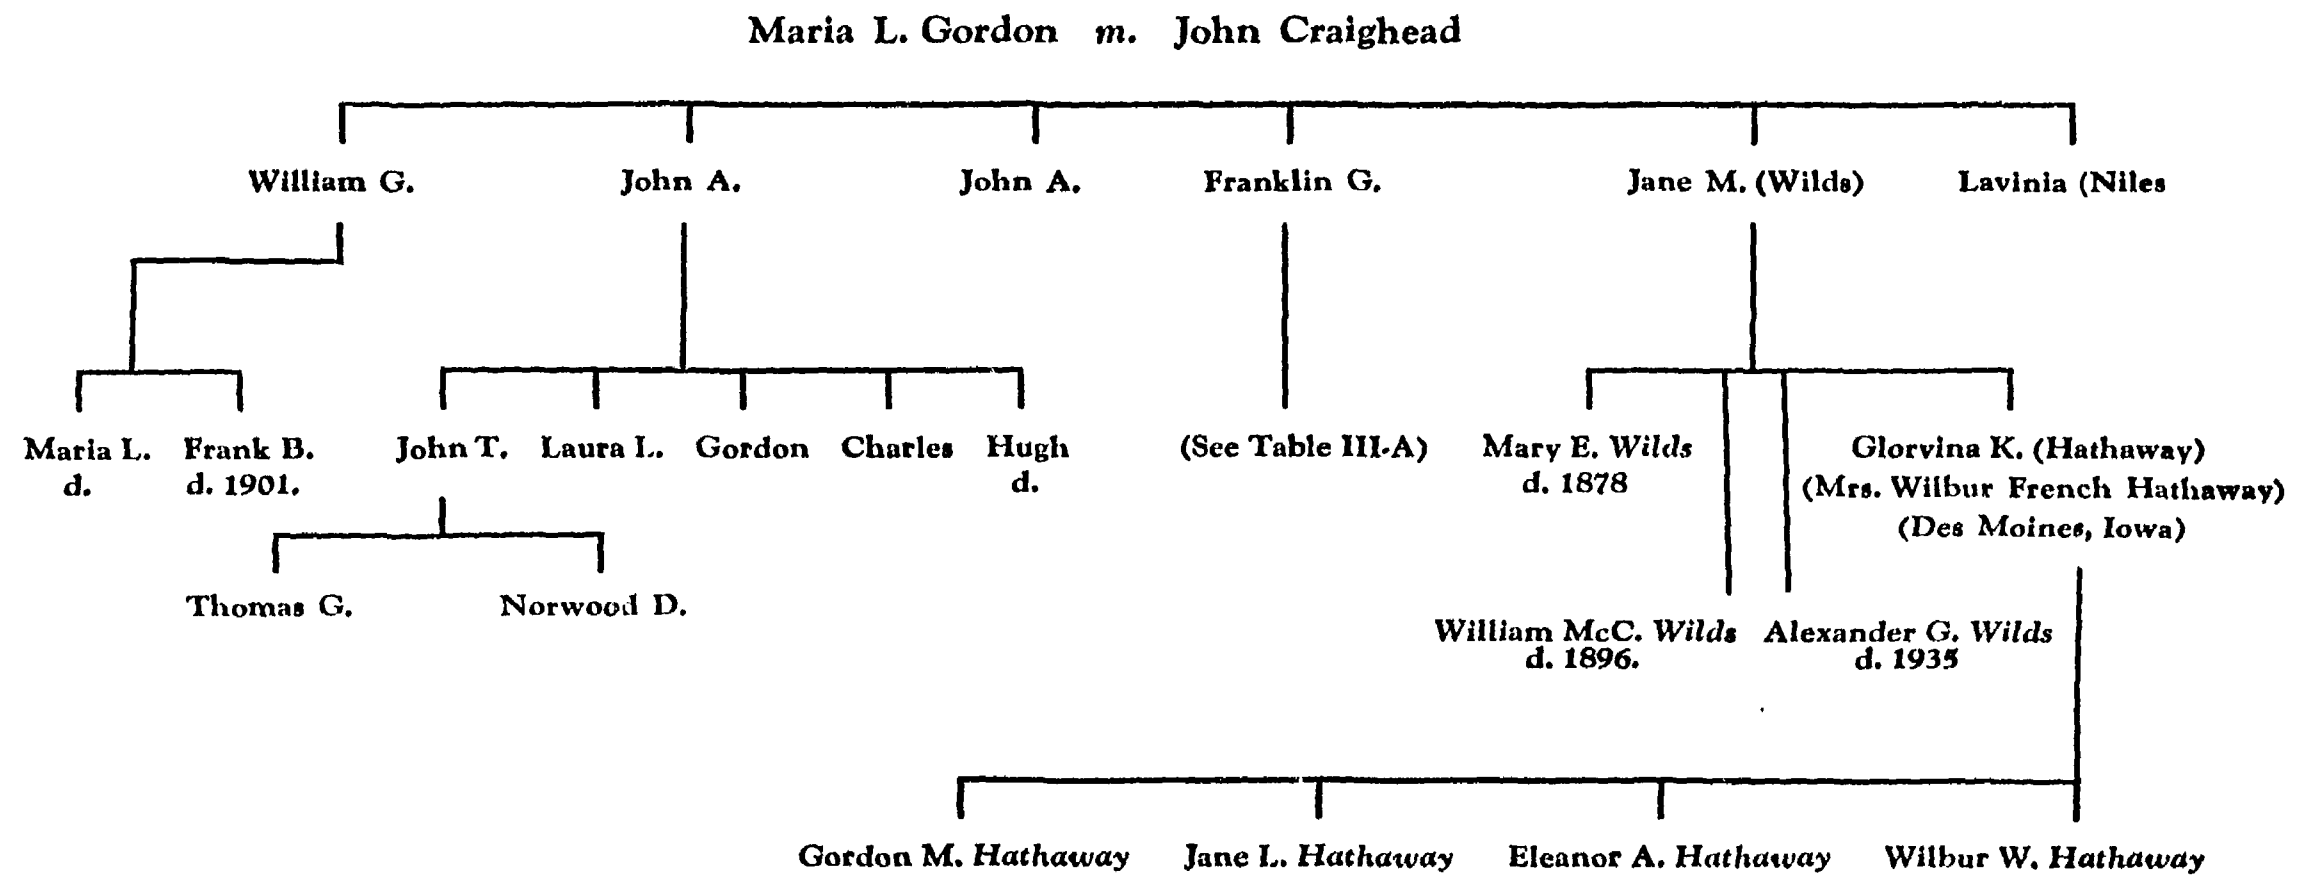 Maria L. Gordon m. John Craighead
William G. John A. John A. Franklin G. Jane M. (Wilds) Lavinia (Niles
Maria L. Frank B. John T. Laura L. Gordon Charles Hugh (See Table III-A) Mary E. Wilds Glorvina K. (Hathaway)
d. d. 1901. d. d. 1878 (Mrs. Wilbur French Hathaway)
(Des Moines, Iowa)
Thomas G. Norwood D.
William McC. Wilds Alexander G. Wilds
d. 1896. d. 1935
Gordon M. Hathaway Jane L. Hathaway Eleanor A. Hathaway Wilbur W. Hathaway